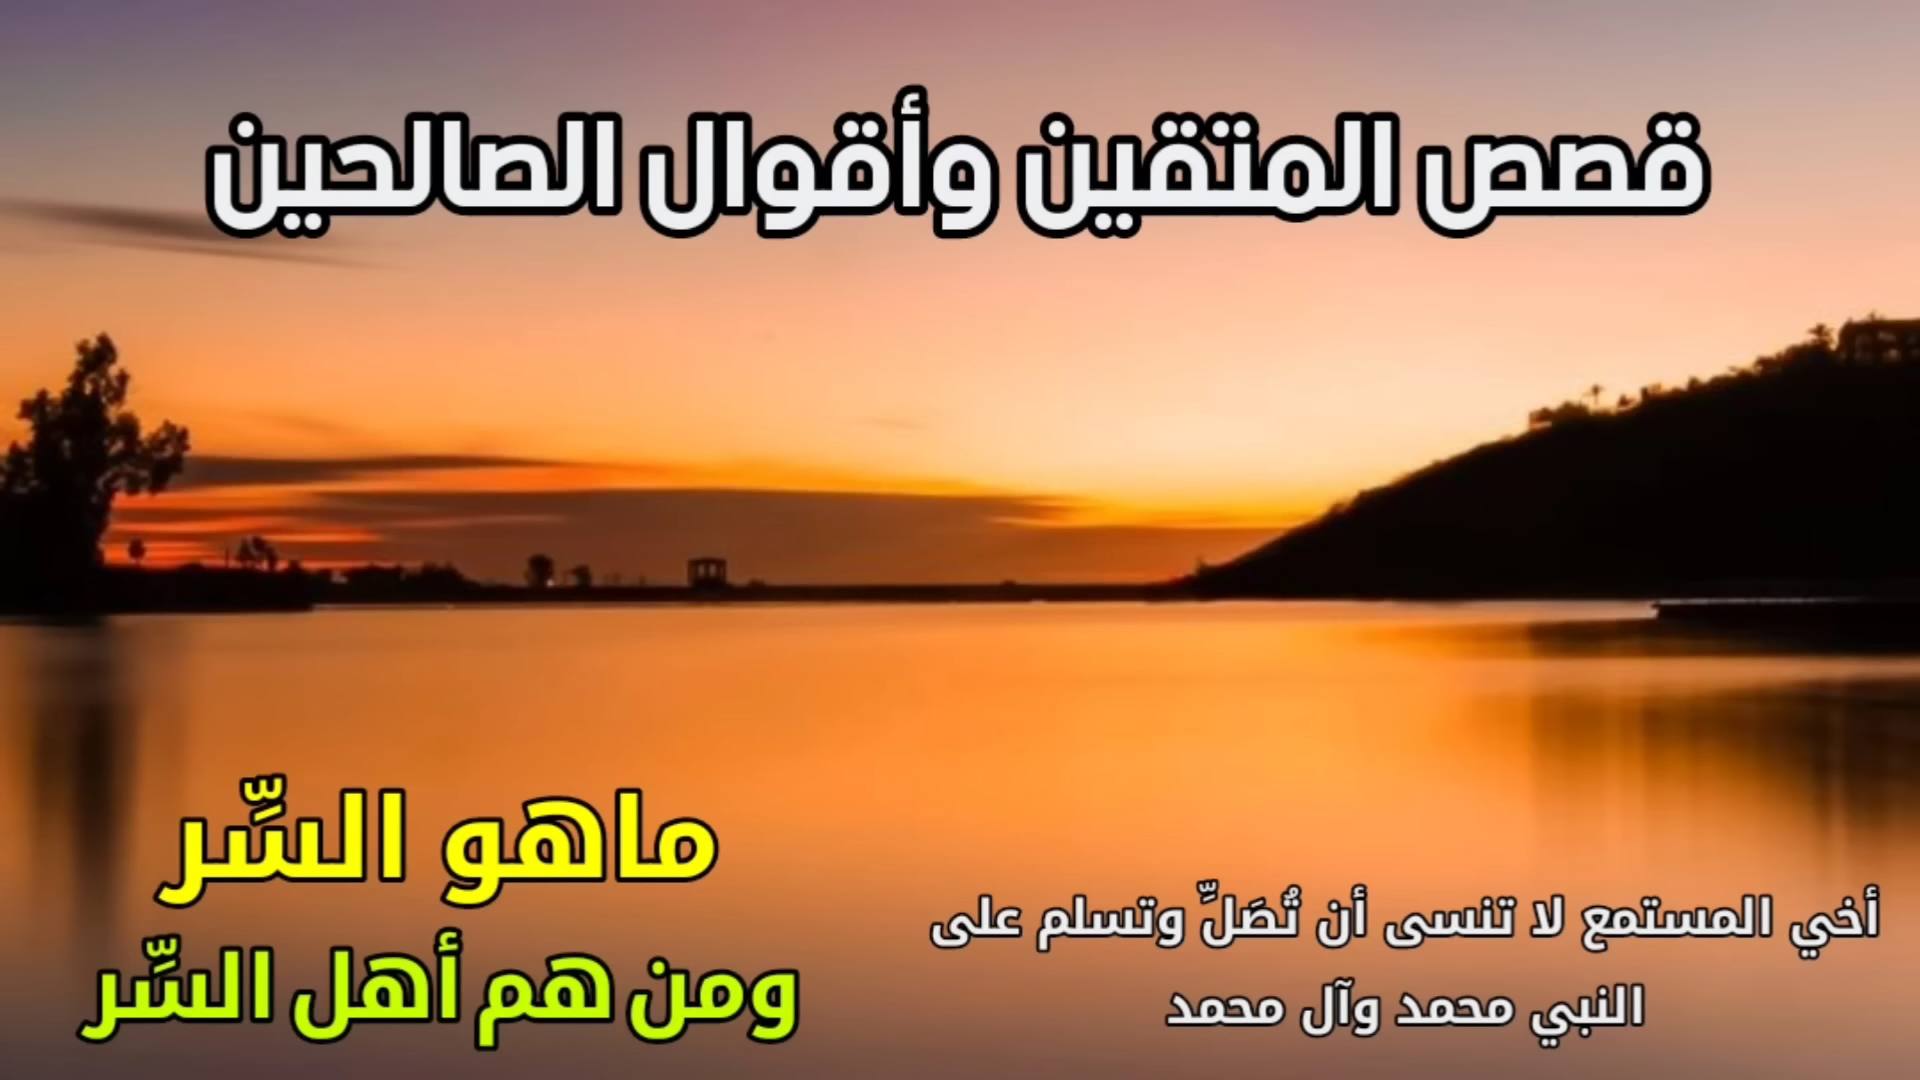 قصص المتقين وأقوال الصالحين
ماهو السِّر
ومن هم أهل السِّر
أخي المستمع لا تنسى أن تُصَلِّ وتسلم على
النبي محمد وآل محمد